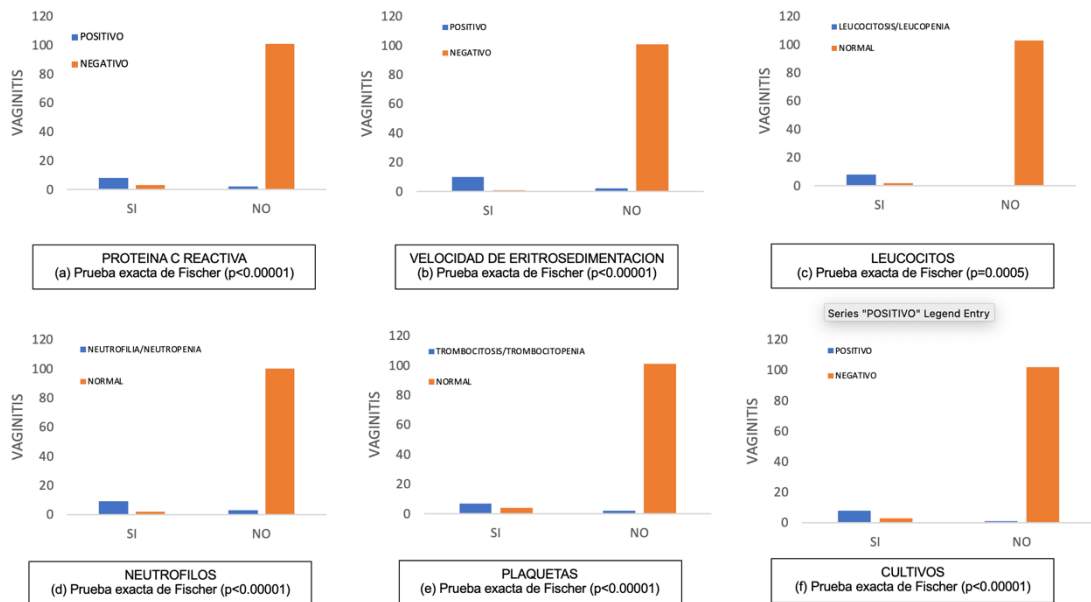 120
100
80
60
40
20
0
VAGINITIS
POSITIVO
NEGATIVO
SI NO
PROTEINA C REACTIVA
(a) Prueba exacta de Fischer (p<0.00001)
120
100
80
60
40
20
0
VAGINITIS
POSITIVO
NEGATIVO
SI NO
VELOCIDAD DE ERITROSEDIMENTACION
(b) Prueba exacta de Fischer (p<0.00001)
120
100
80
60
40
20
0
VAGINITIS
LEUCOCITOSIS/LEUCOPENIA
NORMAL
SI NO
LEUCOCITOS
(c) Prueba exacta de Fischer (p=0.0005)
120
100
80
60
40
20
0
VAGINITIS
NEUTROFILIA/NEUTROPENIA
NORMAL
SI NO
NEUTROFILOS
(d) Prueba exacta de Fischer (p<0.00001)
120
100
80
60
40
20
0
VAGINITIS
TROMBOCITOSIS/TROMBOCITOPENIA
NORMAL
SI NO
PLAQUETAS
(e) Prueba exacta de Fischer (p<0.00001)
Series "POSITIVO" Legend Entry
120
100
80
60
40
20
0
VAGINITIS
POSITIVO
NEGATIVO
SI NO
CULTIVOS
(f) Prueba exacta de Fischer (p<0.00001)